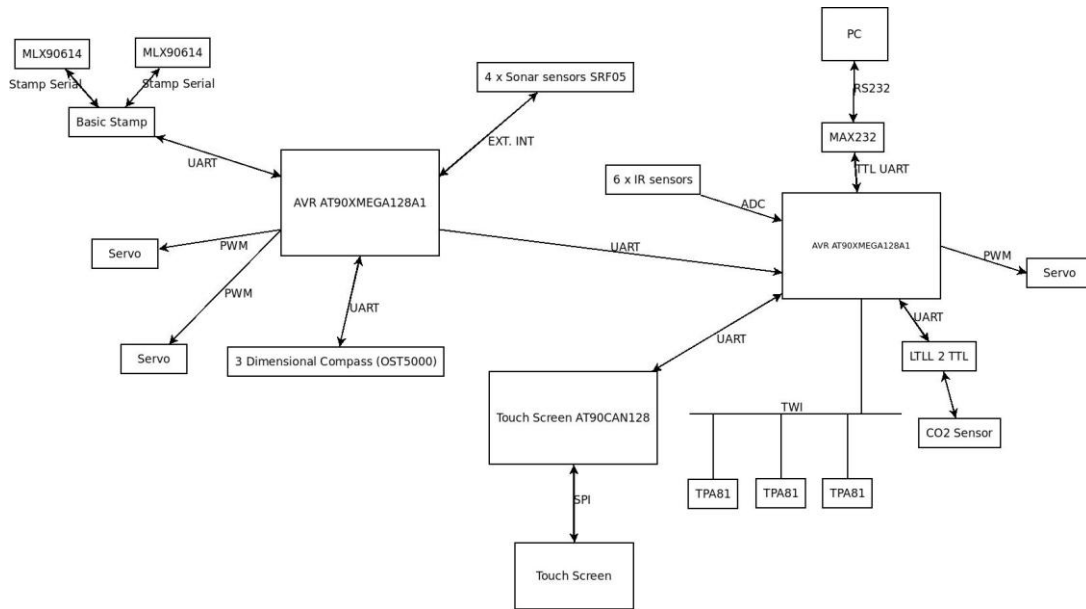 MLX90614
MLX90614
Stamp Serial
Stamp Serial
Basic Stamp
UART
4 x Sonar sensors SRF05
EXT. INT
AVR AT90XMEGA128A1
PWM
Servo
PWM
Servo
UART
3 Dimensional Compass (OST5000)
UART
PC
RS232
MAX232
TTL UART
6 x IR sensors
ADC
AVR AT90XMEGA128A1
PWM
Servo
UART
LTLL 2 TTL
CO2 Sensor
UART
Touch Screen AT90CAN128
SPI
Touch Screen
TWI
TPA81
TPA81
TPA81